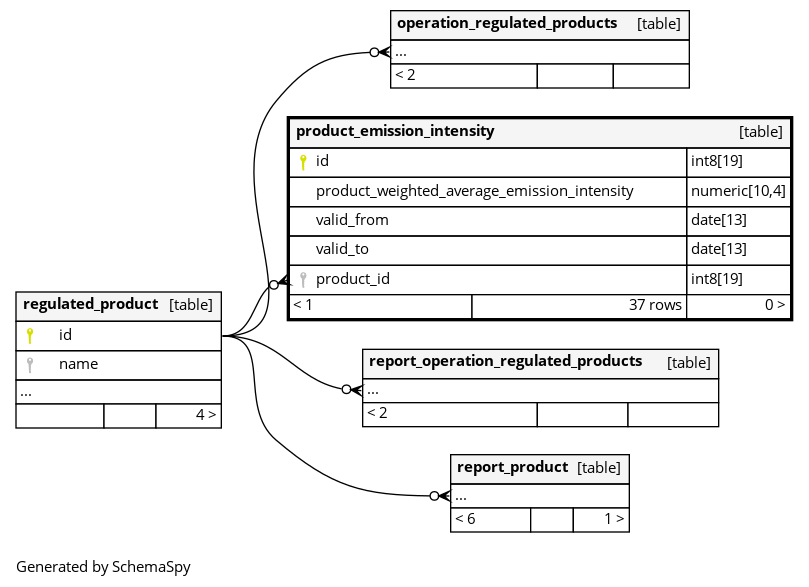 operation_regulated_products [table]
...
< 2
product_emission_intensity [table]
id int8[19]
product_weighted_average_emission_intensity numeric[10,4]
valid_from date[13]
valid_to date[13]
product_id int8[19]
< 1 37 rows 0 >
regulated_product [table]
id
name
...
4 >
report_operation_regulated_products [table]
...
< 2
report_product [table]
...
< 6 1 >
Generated by SchemaSpy